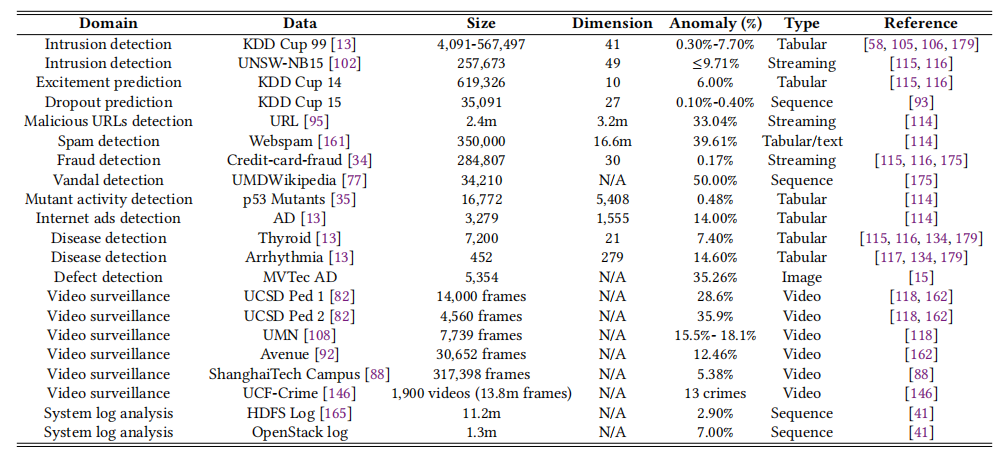 Domain Data Size Dimension Anomaly (%) Type Reference
Intrusion detection KDD Cup 99 [13] 4,091-567,497 41 0.30%-7.70% Tabular [58, 105, 106, 179]
Intrusion detection UNSW-NB15 [102] 257,673 49 ≤9.71% Streaming [115, 116]
Excitement prediction KDD Cup 14 619,326 10 6.00% Tabular [115, 116]
Dropout prediction KDD Cup 15 35,091 27 0.10%-0.40% Sequence [93]
Malicious URLs detection URL [95] 2.4m 3.2m 33.04% Streaming [114]
Spam detection Webspam [161] 350,000 16.6m 39.61% Tabular/text [114]
Fraud detection Credit-card-fraud [34] 284,807 30 0.17% Streaming [115, 116, 175]
Vandal detection UMDWikipedia [77] 34,210 N/A 50.00% Sequence [175]
Mutant activity detection p53 Mutants [35] 16,772 5,408 0.48% Tabular [114]
Internet ads detection AD [13] 3,279 1,555 14.00% Tabular [114]
Disease detection Thyroid [13] 7,200 21 7.40% Tabular [115, 116, 134, 179]
Disease detection Arrhythmia [13] 452 279 14.60% Tabular [117, 134, 179]
Defect detection MVTec AD 5,354 N/A 35.26% Image [15]
Video surveillance UCSD Ped 1 [82] 14,000 frames N/A 28.6% Video [118, 162]
Video surveillance UCSD Ped 2 [82] 4,560 frames N/A 35.9% Video [118, 162]
Video surveillance UMN [108] 7,739 frames N/A 15.5%- 18.1% Video [118]
Video surveillance Avenue [92] 30,652 frames N/A 12.46% Video [162]
Video surveillance ShanghaiTech Campus [88] 317,398 frames N/A 5.38% Video [88]
Video surveillance UCF-Crime [146] 1,900 videos (13.8m frames) N/A 13 crimes Video [146]
System log analysis HDFS Log [165] 11.2m N/A 2.90% Sequence [41]
System log analysis OpenStack log 1.3m N/A 7.00% Sequence [41]